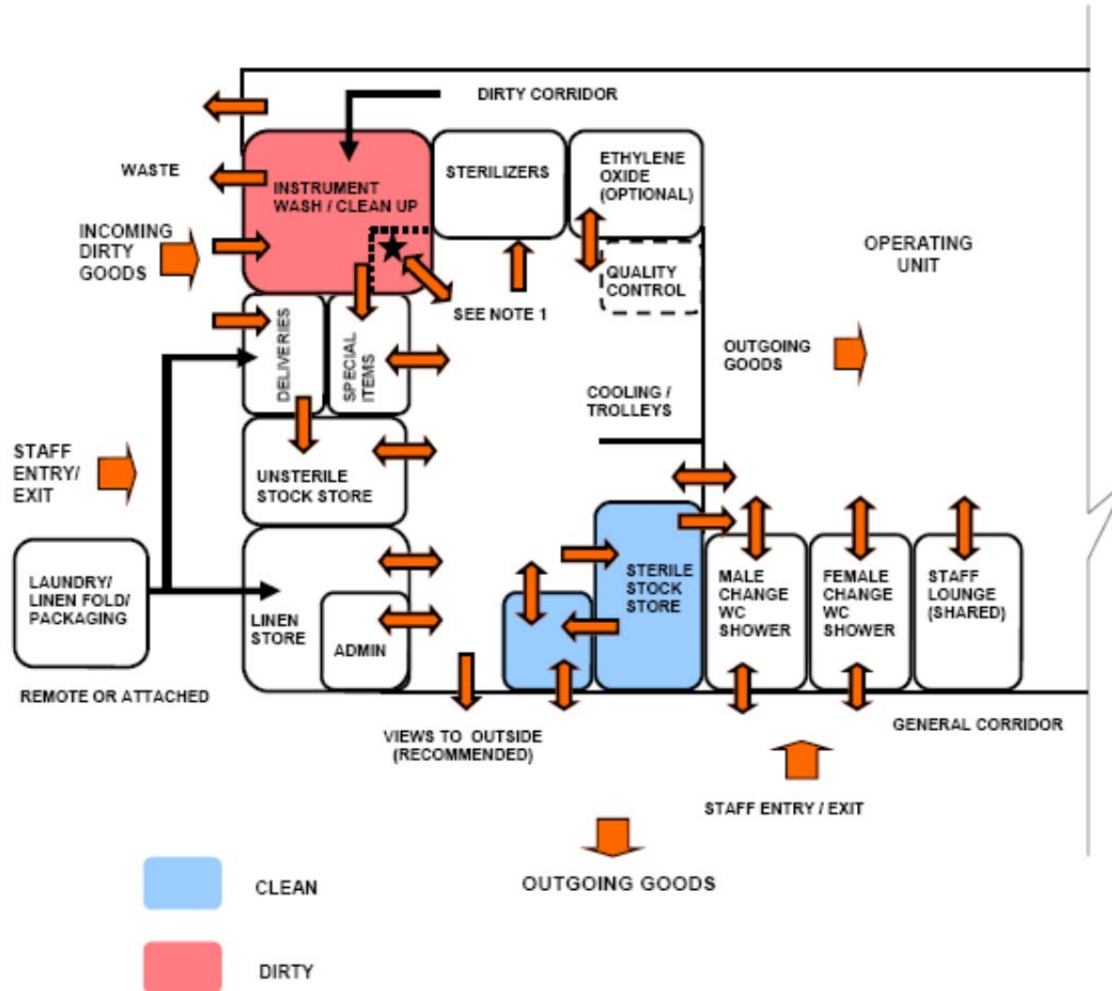 DIRTY CORRIDOR
WASTE
INSTRUMENT
WASH / CLEAN UP
STERILIZERS
ETHYLENE
OXIDE
(OPTIONAL)
INCOMING
DIRTY
GOODS
OPERATING
UNIT
QUALITY
CONTROL
SEE NOTE 1
DELIVERIES
SPECIAL
ITEMS
OUTGOING
GOODS
COOLING /
TROLLEYS
STAFF
ENTRY/
EXIT
UNSTERILE
STOCK STORE
LAUNDRY/
LINEN FOLD/
PACKAGING
LINEN
STORE
ADMIN
STERILE
STOCK
STORE
MALE
CHANGE
WC
SHOWER
FEMALE
CHANGE
WC
SHOWER
STAFF
LOUNGE
(SHARED)
REMOTE OR ATTACHED
VIEWS TO OUTSIDE
(RECOMMENDED)
GENERAL CORRIDOR
STAFF ENTRY / EXIT
OUTGOING GOODS
CLEAN
DIRTY